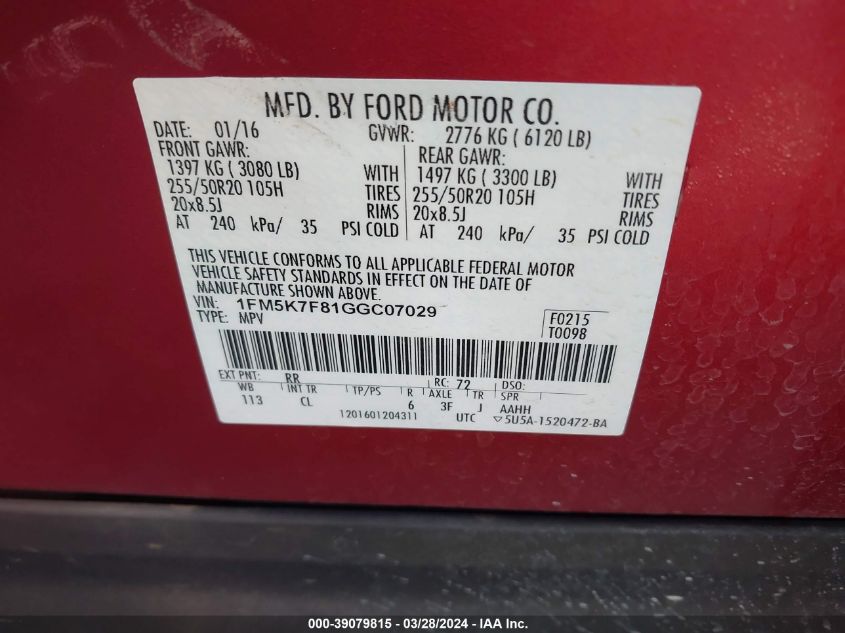 MFD. BY FORD MOTOR CO.
DATE: 01/16 GVWR: 2776 KG ( 6120 LB)
FRONT GAWR: REAR GAWR:
1397 KG ( 3080 LB) WITH 1497 KG ( 3300 LB) WITH
255/50R20 105H TIRES 255/50R20 105H TIRES
20x8.5J RIMS 20x8.5J RIMS
AT 240 kPa/ 35 PSI COLD AT 240 kPa/ 35 PSI COLD
THIS VEHICLE CONFORMS TO ALL APPLICABLE FEDERAL MOTOR
VEHICLE SAFETY STANDARDS IN EFFECT ON THE DATE OF
MANUFACTURE SHOWN ABOVE.
VIN: 1FM5K7F81GGC07029 F0215
TYPE: MPV T0098
EXT PNT: RR RC: 72 DSO:
WB INT TR TP/PS R AXLE TR SPR
113 CL 6 3F J AAHH
1201601204311 UTC ▽5U5A-1520472-BA
000-39079815 / 03/28/2024 — IAA Inc.